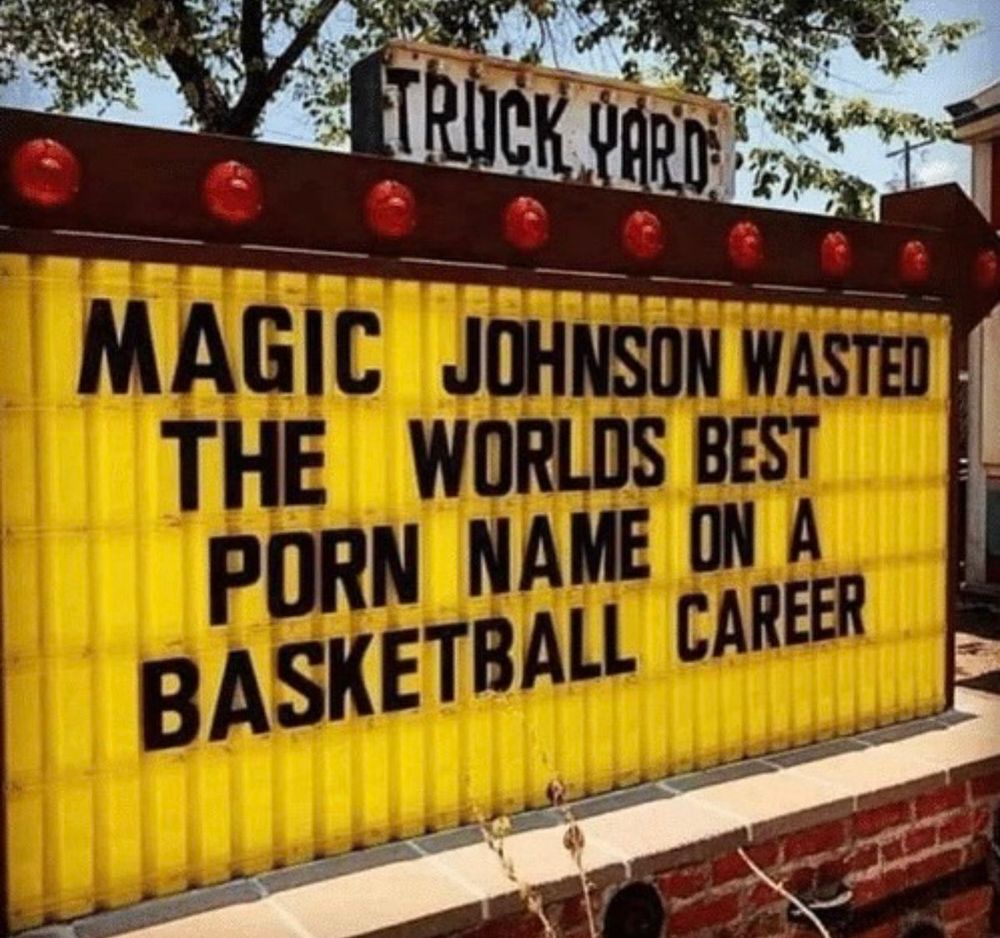 TRUCK YARD
MAGIC JOHNSON WASTED
THE WORLDS BEST
PORN NAME ON A
BASKETBALL CAREER